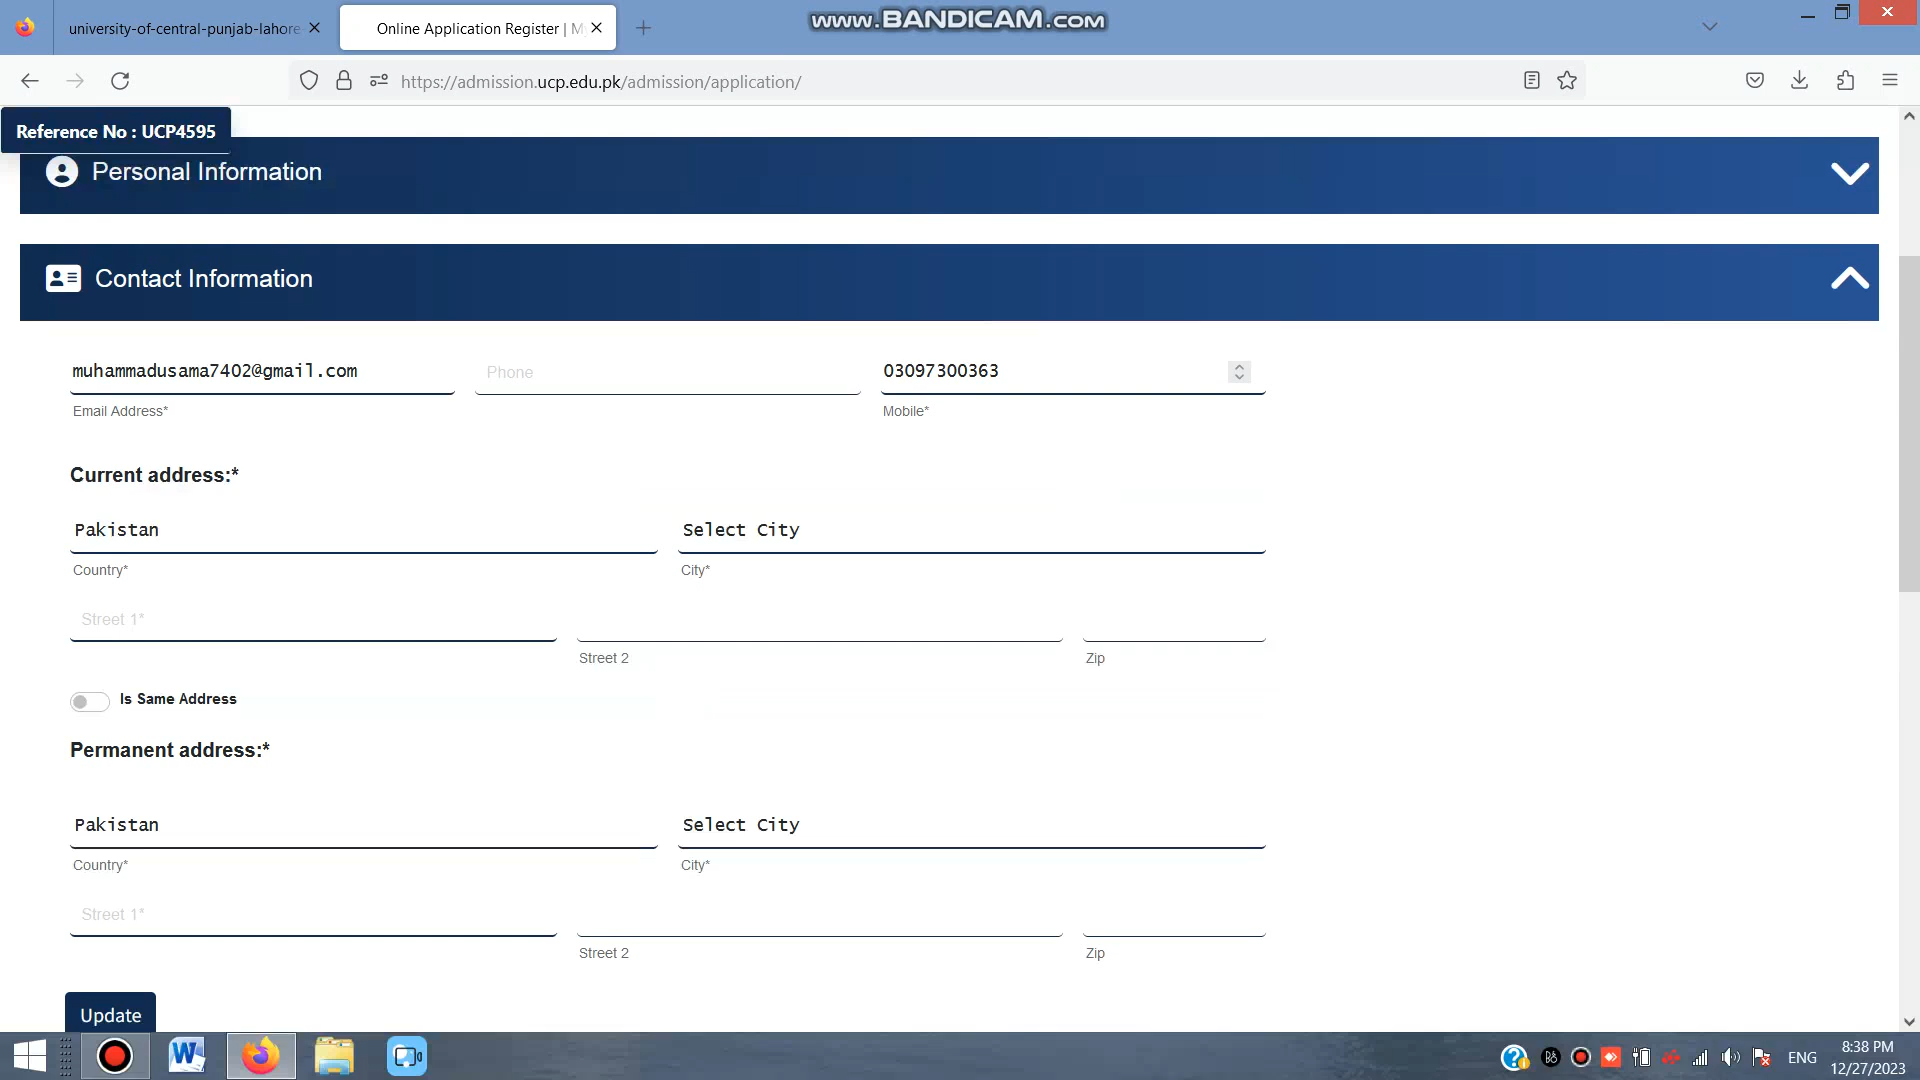 www.BANDICAM.com
university-of-central-punjab-lahore
Online Application Register | M
https://admission.ucp.edu.pk/admission/application/
Reference No : UCP4595
Personal Information
Contact Information
muhammadusama7402@gmail.com Phone 03097300363
Email Address* Mobile*
Current address:*
Pakistan Select City
Country* City*
Street 1*
Street 2 Zip
Is Same Address
Permanent address:*
Pakistan Select City
Country* City*
Street 1*
Street 2 Zip
Update
8:38 PM
ENG
12/27/2023